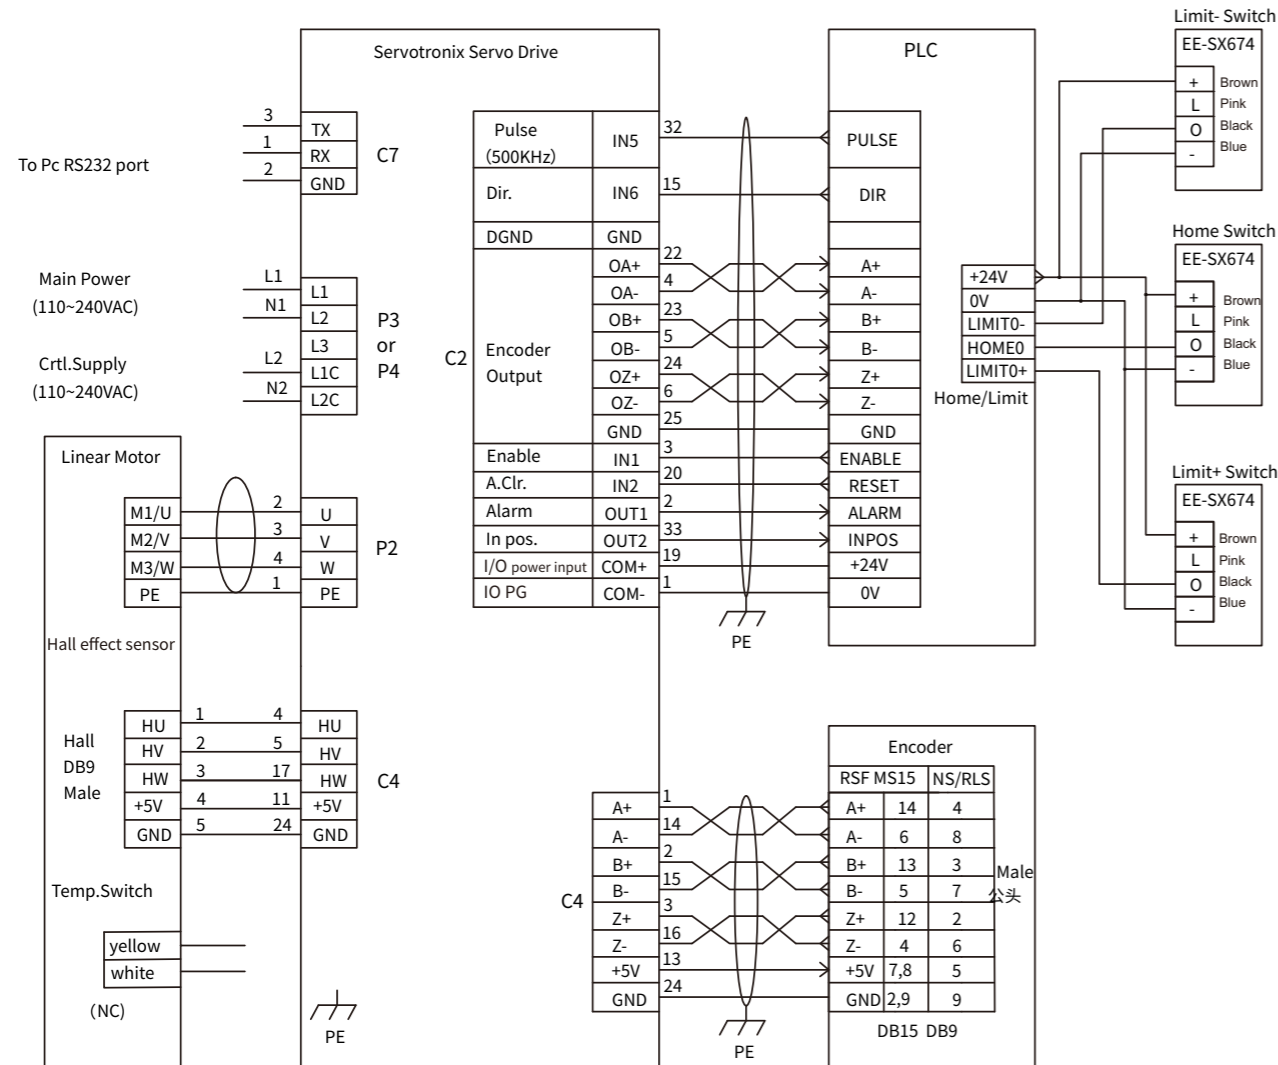 Limit- Switch
EE-SX674
+ Brown
L Pink
O Black
- Blue
Servotronix Servo Drive
PLC
To Pc RS232 port
3 TX
1 RX
2 GND
C7
Main Power
(110~240VAC)
Crtl.Supply
(110~240VAC)
L1 L1
N1 L2
L3
L2 L1C
N2 L2C
P3
or
P4
C2
Pulse
(500KHz)
IN5 32 PULSE
Dir. IN6 15 DIR
DGND GND
Encoder
Output
OA+ 22 A+
OA- 4 A-
OB+ 23 B+
OB- 5 B-
OZ+ 24 Z+
OZ- 6 Z-
GND 25 GND
Enable IN1 3 ENABLE
A.Clr. IN2 20 RESET
Alarm OUT1 2 ALARM
In pos. OUT2 33 INPOS
I/O power input COM+ 19 +24V
IO PG COM- 1 0V
PE
+24V
0V
LIMIT0-
HOME0
LIMIT0+
Home/Limit
Home Switch
EE-SX674
+ Brown
L Pink
O Black
- Blue
Limit+ Switch
EE-SX674
+ Brown
L Pink
O Black
- Blue
Linear Motor
M1/U 2 U
M2/V 3 V
M3/W 4 W
PE 1 PE
P2
Hall effect sensor
Hall
DB9
Male
HU 1 4 HU
HV 2 5 HV
HW 3 17 HW
+5V 4 11 +5V
GND 5 24 GND
C4
Temp.Switch
yellow
white
(NC)
PE
C4
Encoder
RSF MS15 NS/RLS
A+ 1 A+ 14 4
A- 14 A- 6 8
B+ 2 B+ 13 3
B- 15 B- 5 7
Z+ 3 Z+ 12 2
Z- 16 Z- 4 6
+5V 13 +5V 7,8 5
GND 24 GND 2,9 9
Male
公头
DB15 DB9
PE